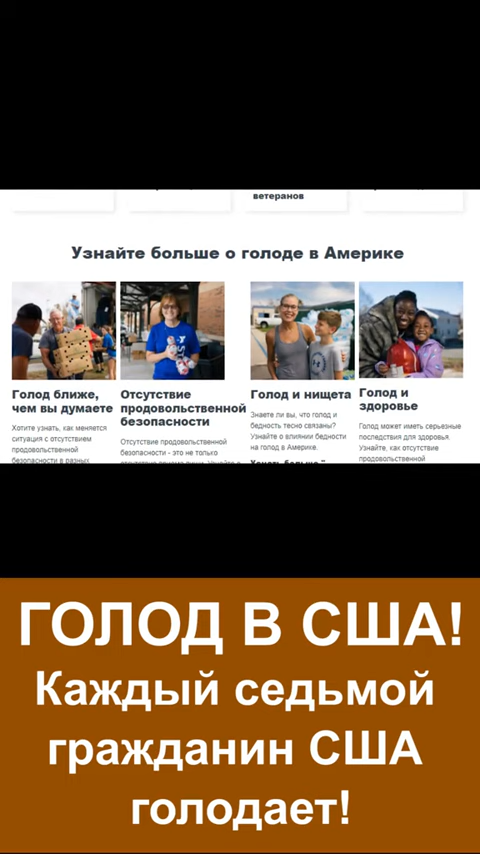 ветеранов
Узнайте больше о голоде в Америке
Голод ближе,
чем вы думаете
Хотите узнать, как меняется
ситуация с отсутствием
продовольственной
безопасности в разных
Отсутствие
продовольственной
безопасности
Отсутствие продовольственной
безопасности - это не только
Голод и нищета
Знаете ли вы, что голод и
бедность тесно связаны?
Узнайте о влиянии бедности
на голод в Америке.
Голод и
здоровье
Голод может иметь серьезные
последствия для здоровья.
Узнайте, как отсутствие
продовольственной
ГОЛОД В США!
Каждый седьмой
гражданин США
голодает!